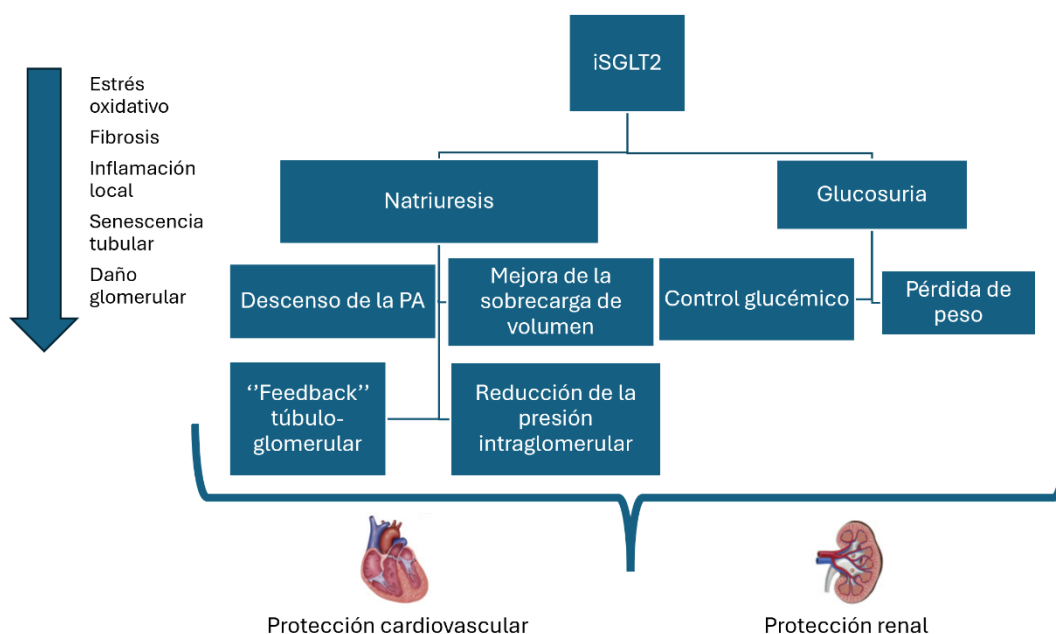 iSGLT2
Estrés
oxidativo
Fibrosis
Inflamación
local
Senescencia
tubular
Daño
glomerular
Natriuresis
Glucosuria
Descenso de la PA
Mejora de la
sobrecarga de
volumen
Control glucémico
Pérdida de
peso
‘‘Feedback’’
túbulo-
glomerular
Reducción de la
presión
intraglomerular
Protección cardiovascular
Protección renal